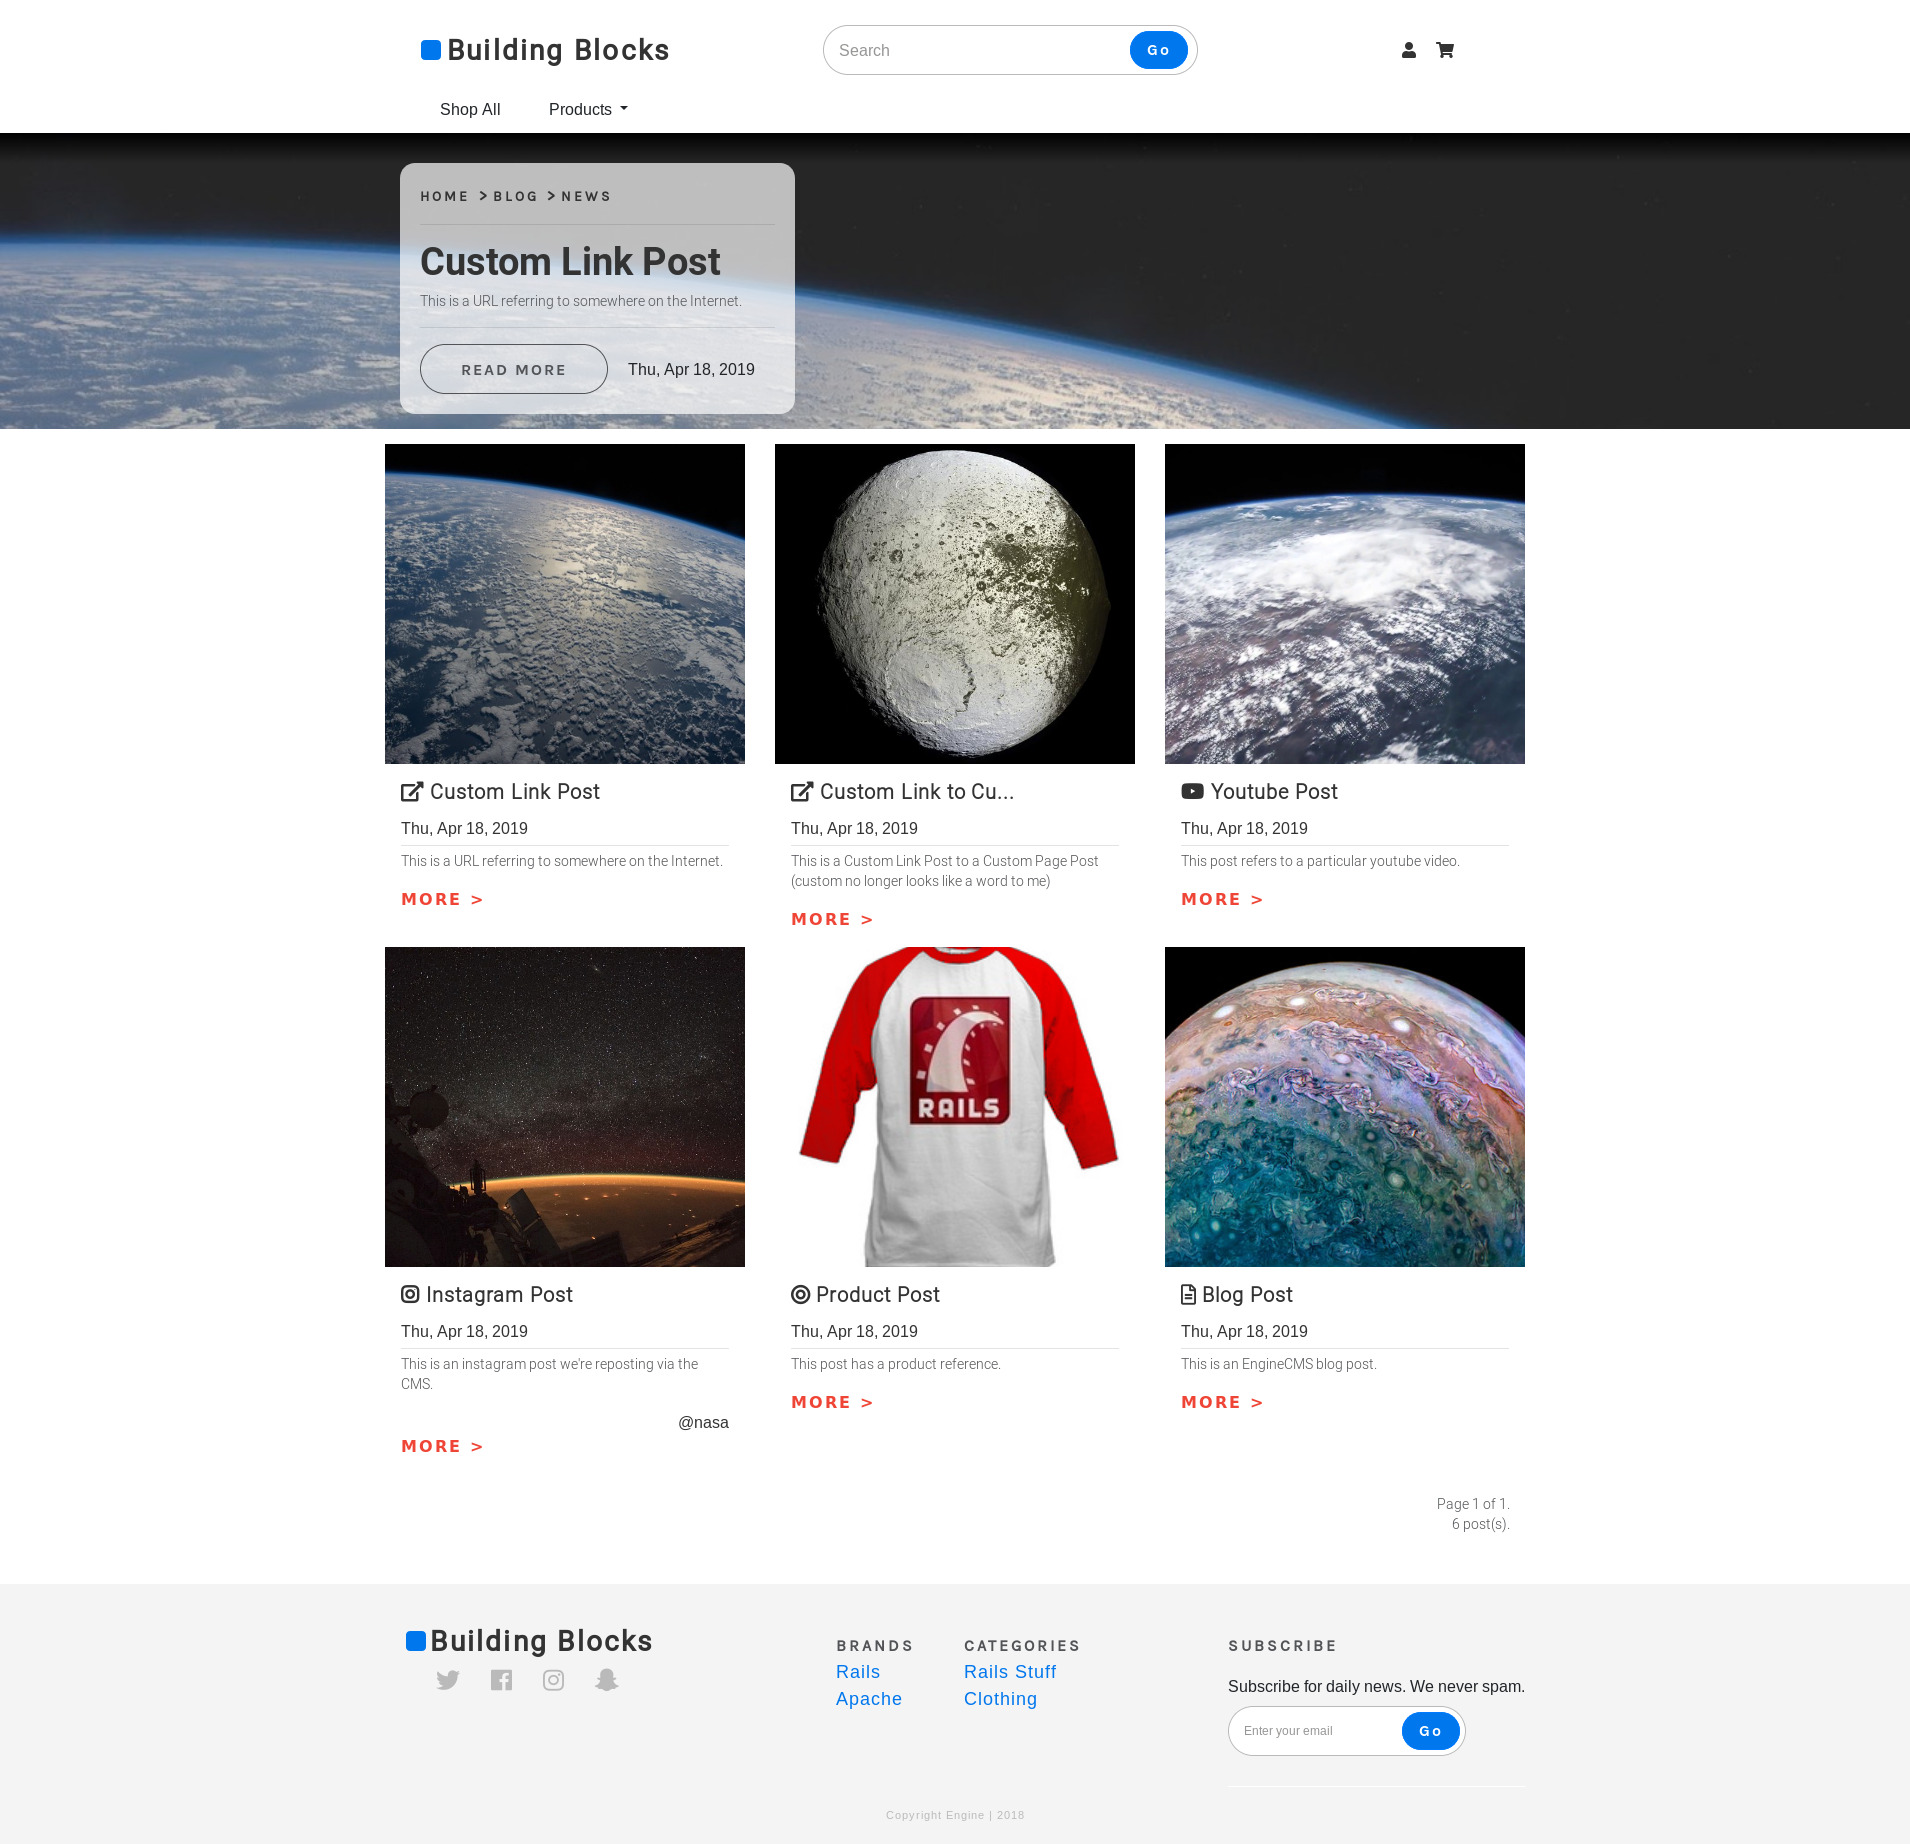 Building Blocks
Search
Go
Shop All
Products
HOME > BLOG > NEWS
Custom Link Post
This is a URL referring to somewhere on the Internet.
READ MORE
Thu, Apr 18, 2019
Custom Link Post
Thu, Apr 18, 2019
This is a URL referring to somewhere on the Internet.
MORE >
Custom Link to Cu...
Thu, Apr 18, 2019
This is a Custom Link Post to a Custom Page Post
(custom no longer looks like a word to me)
MORE >
Youtube Post
Thu, Apr 18, 2019
This post refers to a particular youtube video.
MORE >
Instagram Post
Thu, Apr 18, 2019
This is an instagram post we're reposting via the
CMS.
@nasa
MORE >
RAILS
Product Post
Thu, Apr 18, 2019
This post has a product reference.
MORE >
Blog Post
Thu, Apr 18, 2019
This is an EngineCMS blog post.
MORE >
Page 1 of 1.
6 post(s).
Building Blocks
BRANDS
Rails
Apache
CATEGORIES
Rails Stuff
Clothing
SUBSCRIBE
Subscribe for daily news. We never spam.
Enter your email
Go
Copyright Engine | 2018